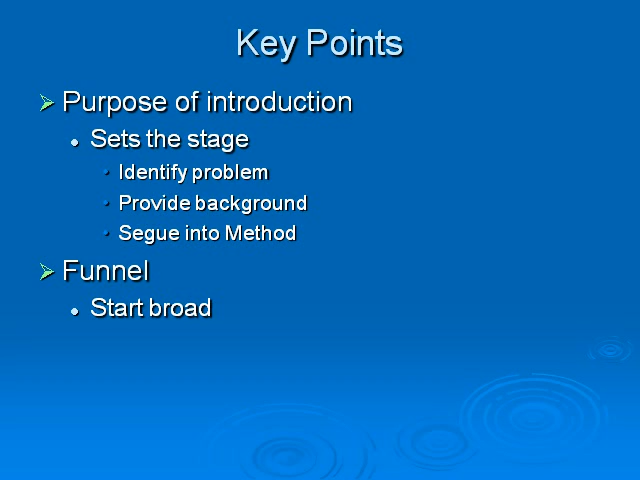 Key Points
Purpose of introduction
Sets the stage
Identify problem
Provide background
Segue into Method
Funnel
Start broad